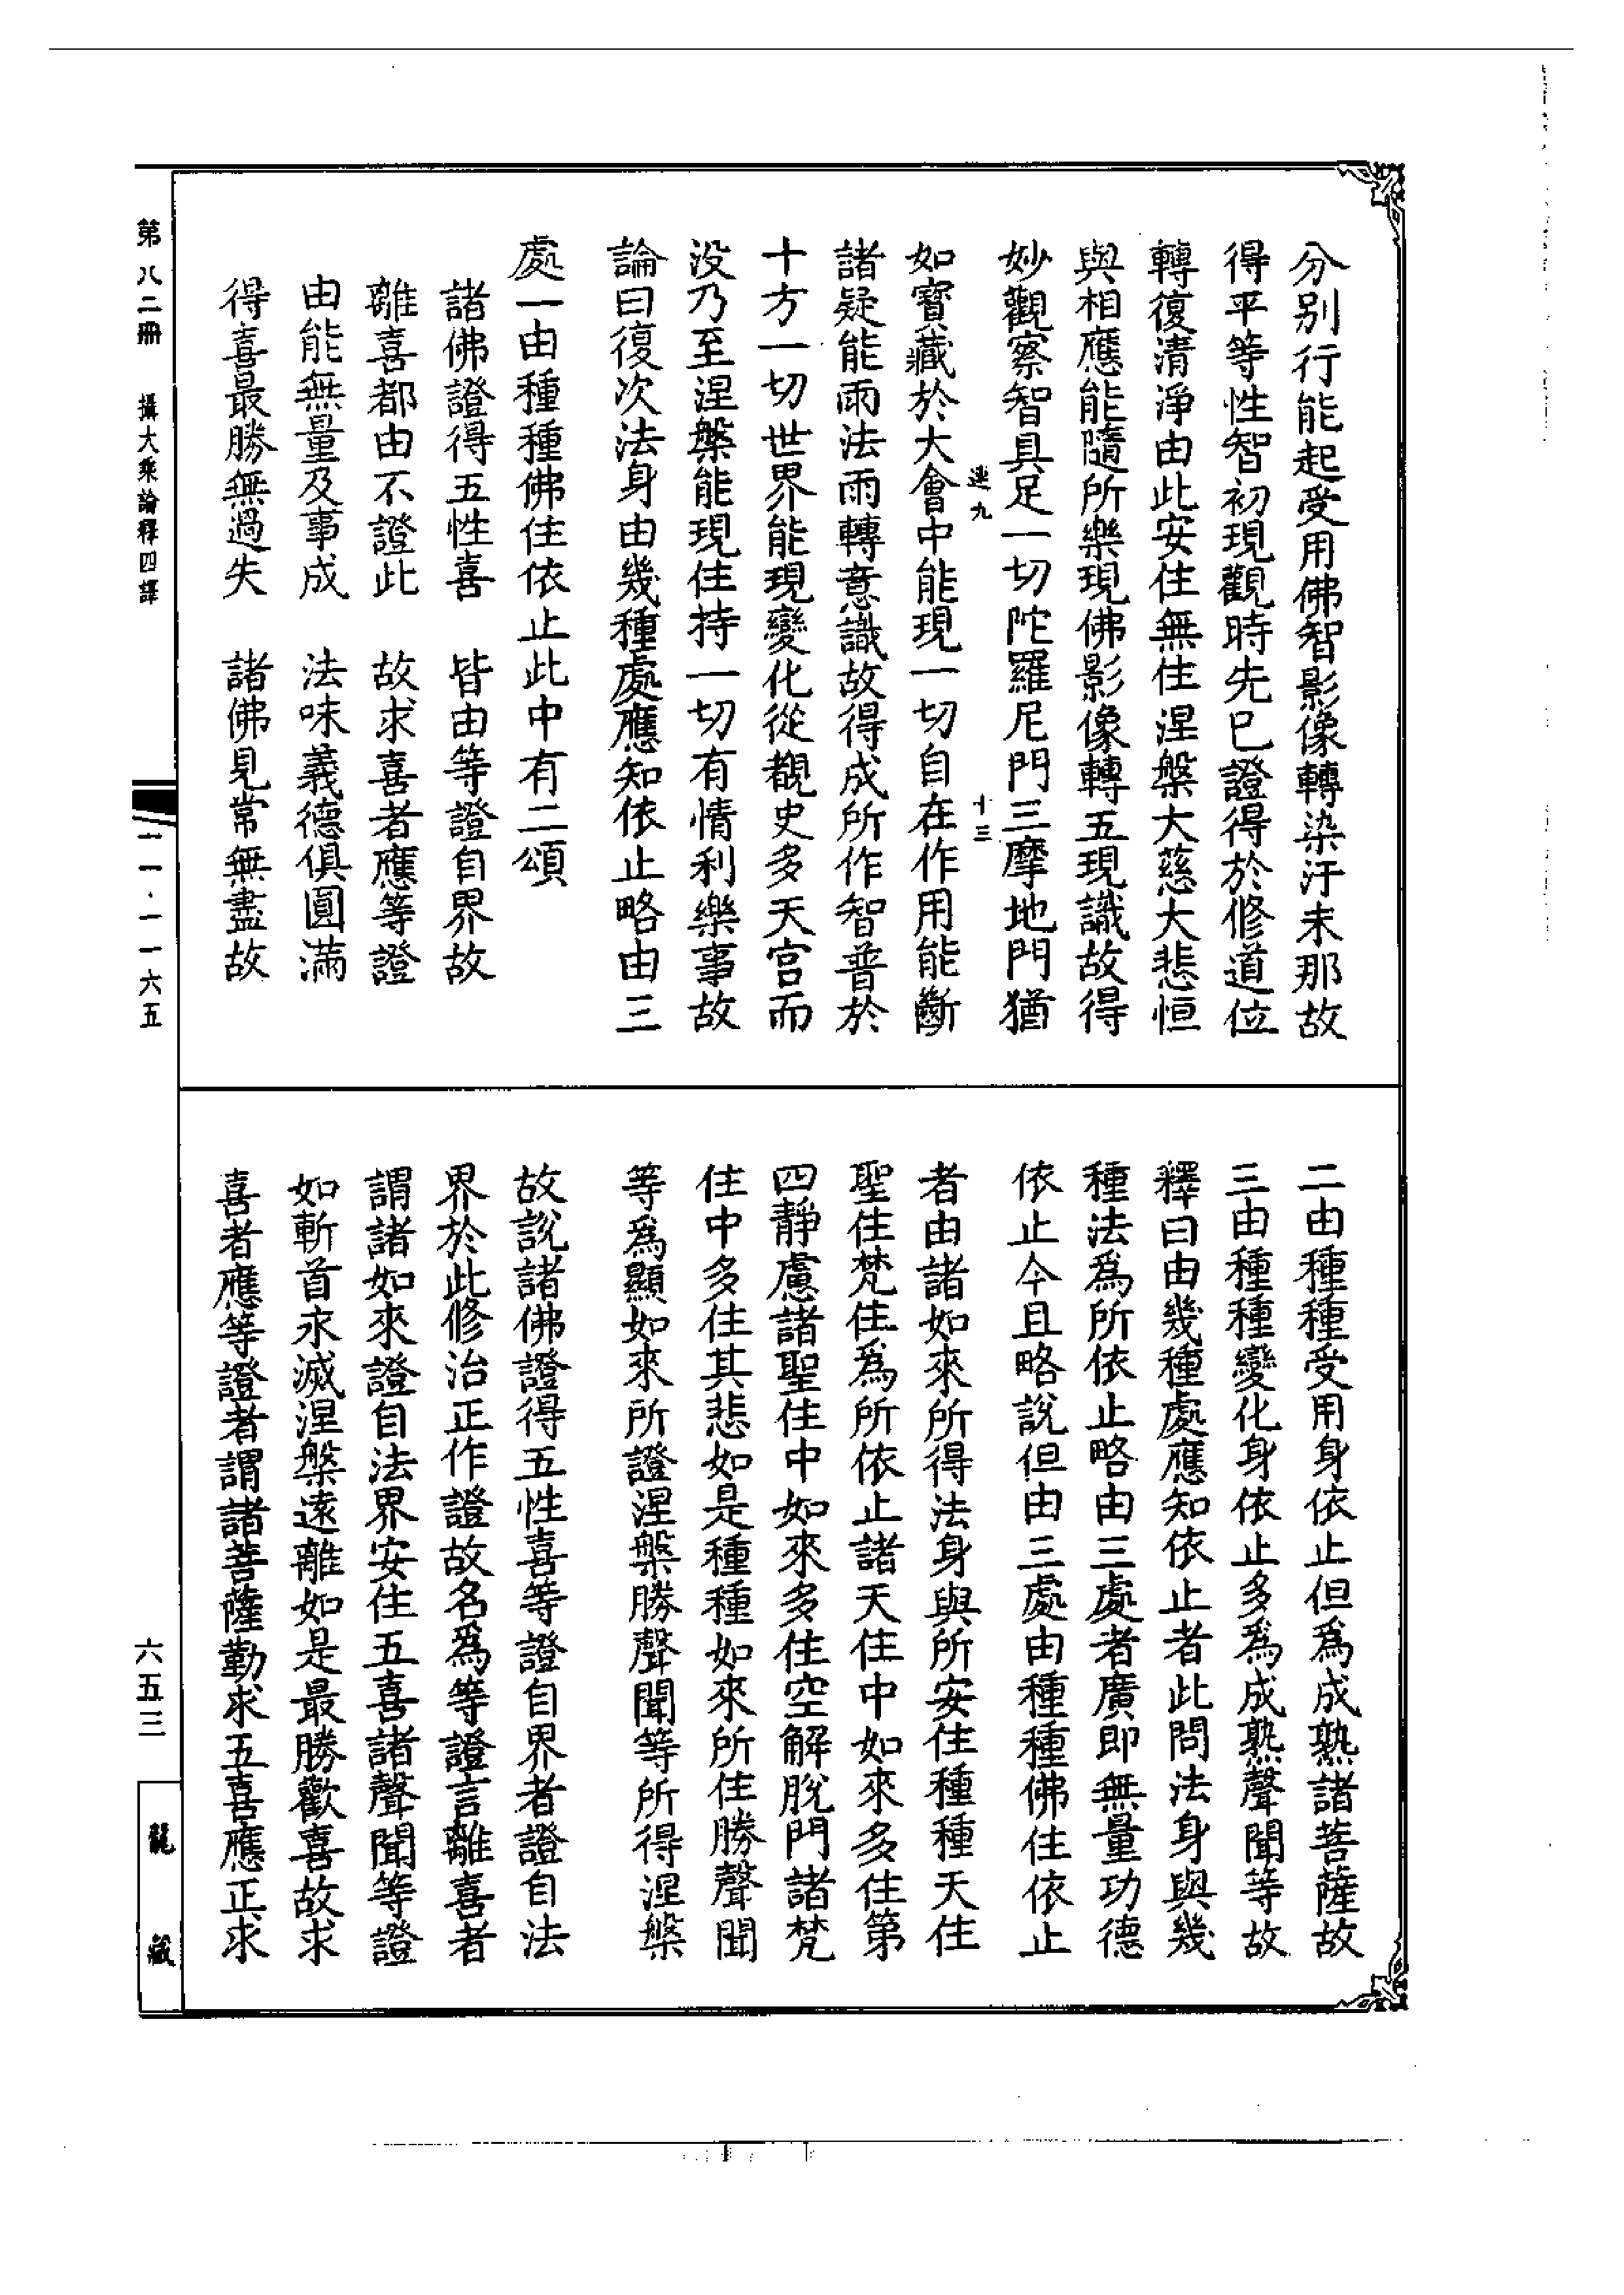 分别行能起受用佛智影像轉染汙末那故
得平等性智初現觀時先已證得於修道位
轉復清淨由此安住無住涅槃大慈大悲恒
與相應能隨所樂現佛影像轉五現識故得
妙觀察智具足一切陀羅尼門三摩地門猶
連九
十三
如寳藏於大會中能現一切自在作用能斷
諸疑能雨法雨轉意識故得成所作智普於
十方一切世界能現變化從覩史多天宮而
没乃至涅槃能現住持一切有情利樂事故
論曰復次法身由幾種處應知依止略由三
處一由種種佛住依止此中有二頌
諸佛證得五性喜　皆由等證自界故
離喜都由不證此　故求喜者應等證
由能無量及事成　法味義德俱圓滿
得喜最勝無過失　諸佛見常無盡故
二由種種受用身依止但爲成熟諸菩薩故
三由種種變化身依止多爲成熟聲聞等故
釋曰由幾種處應知依止者此問法身與幾
種法爲所依止略由三處者廣即無量功德
依止今且略說但由三處由種種佛住依止
者由諸如來所得法身與所安住種種天住
聖住梵住爲所依止諸天住中如來多住第
四靜慮諸聖住中如來多住空解脫門諸梵
住中多住其悲如是種種如來所住勝聲聞
等爲顯如來所證涅槃勝聲聞等所得涅槃
故說諸佛證得五性喜等證自界者證自法
界於此修治正作證故名爲等證言離喜者
謂諸如來證自法界安住五喜諸聲聞等證
如斬首永滅涅槃遠離如是最勝歡喜故求
喜者應等證者謂諸菩薩勤求五喜應正求
第八二冊　攝大乘論釋四譯
一一·一一六五
六五三
龍藏